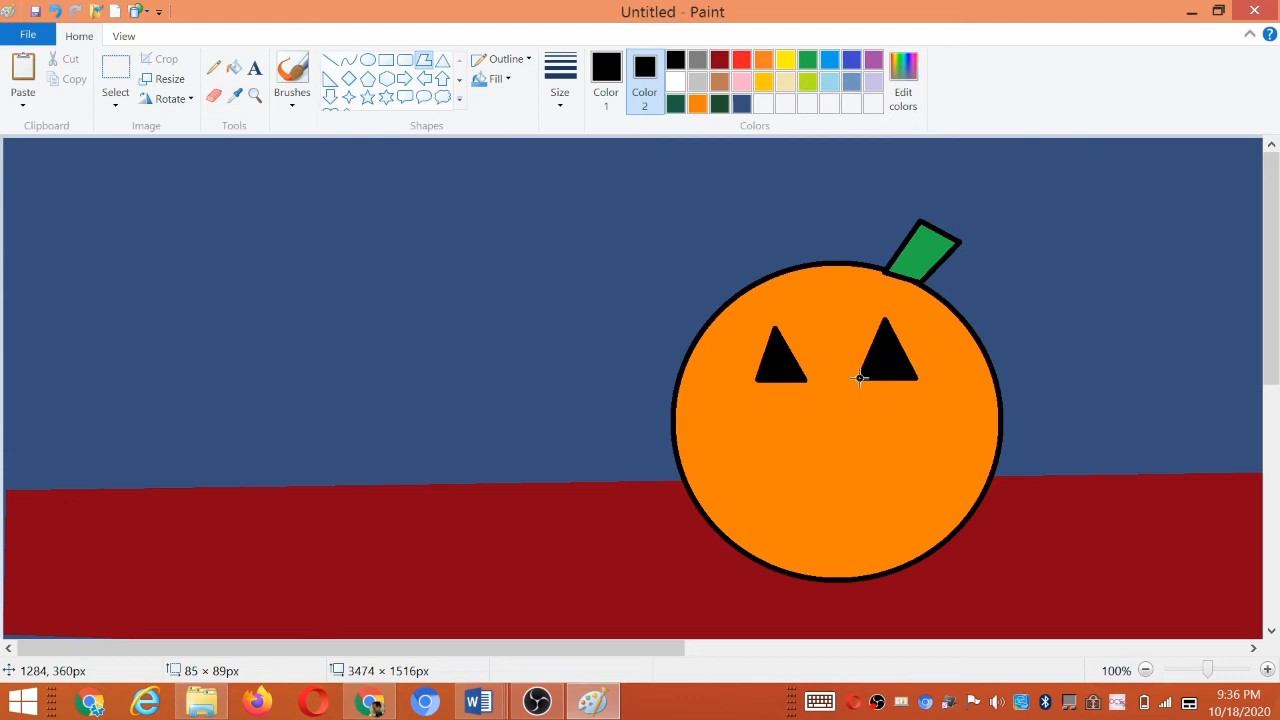 Untitled - Paint
File
Home
View
Paste
Cut
Copy
Clipboard
Select
Crop
Resize
Rotate
Image
A
Tools
Brushes
Outline
Fill
Shapes
Size
Color
1
Color
2
Edit
colors
Colors
1284, 360px
85 × 89px
3474 × 1516px
100%
9:36 PM
10/18/2020